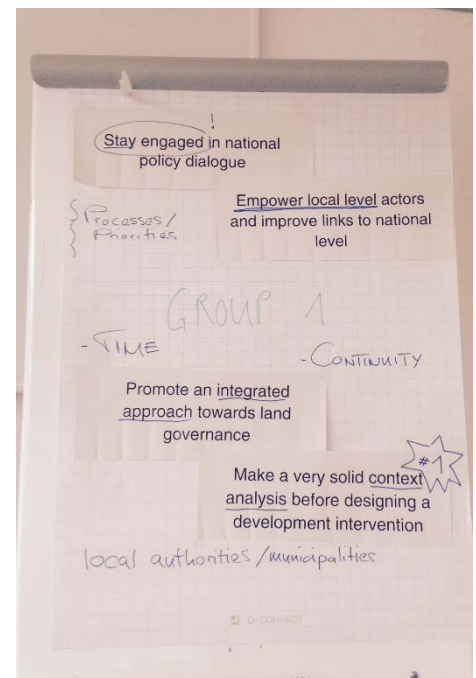 !
Stay engaged in national
policy dialogue
Empower local level actors
and improve links to national
level
Processes/
Priorities
GROUP 1
- TIME
- CONTINUITY
Promote an integrated
approach towards land
governance
#1
Make a very solid context
analysis before designing a
development intervention
local authorities/municipalities
Q-CONNECT